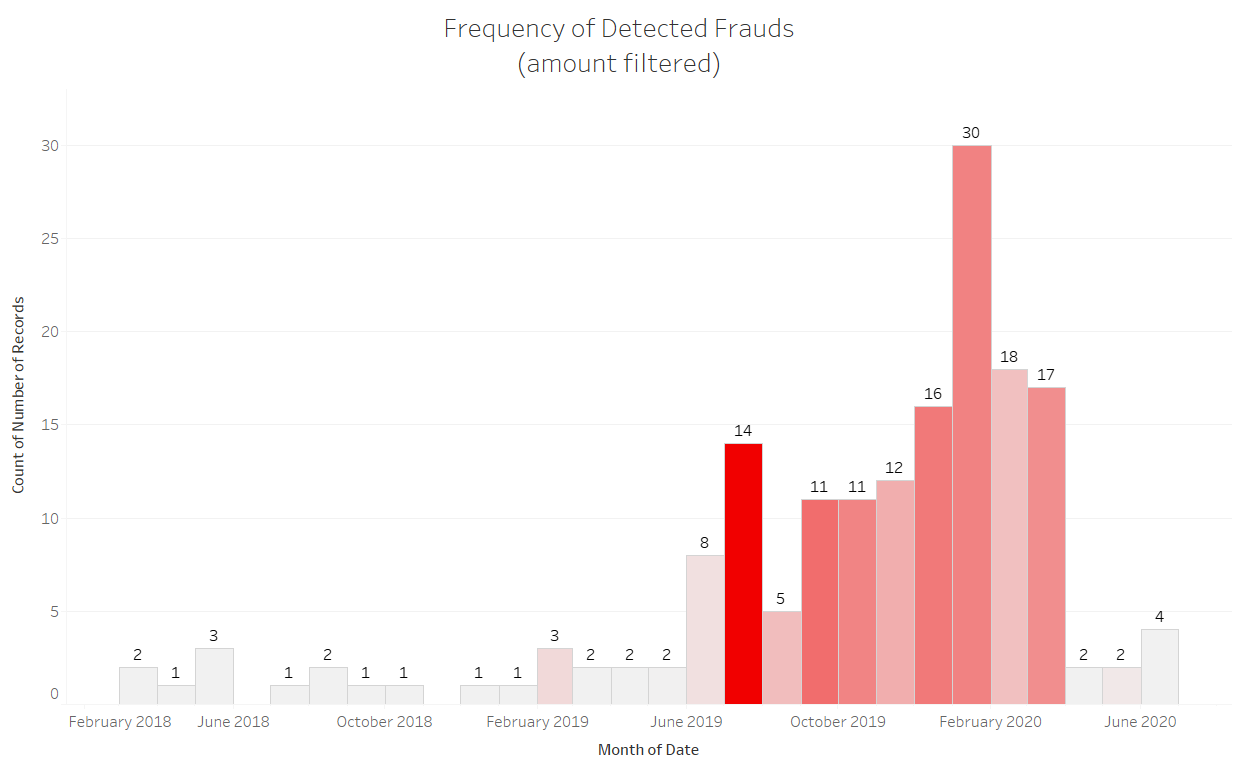 Frequency of Detected Frauds
(amount filtered)
Count of Number of Records
30
25
20
15
10
5
0
2
1
3
1
2
1
1
1
1
3
2
2
2
8
14
5
11
11
12
16
30
18
17
2
2
4
February 2018
June 2018
October 2018
February 2019
June 2019
October 2019
February 2020
June 2020
Month of Date